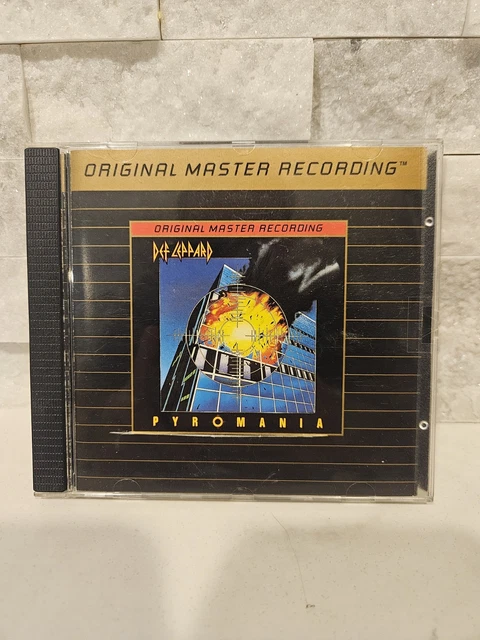 ORIGINAL MASTER RECORDING™
ORIGINAL MASTER RECORDING
DEF LEPPARD
PYROMANIA